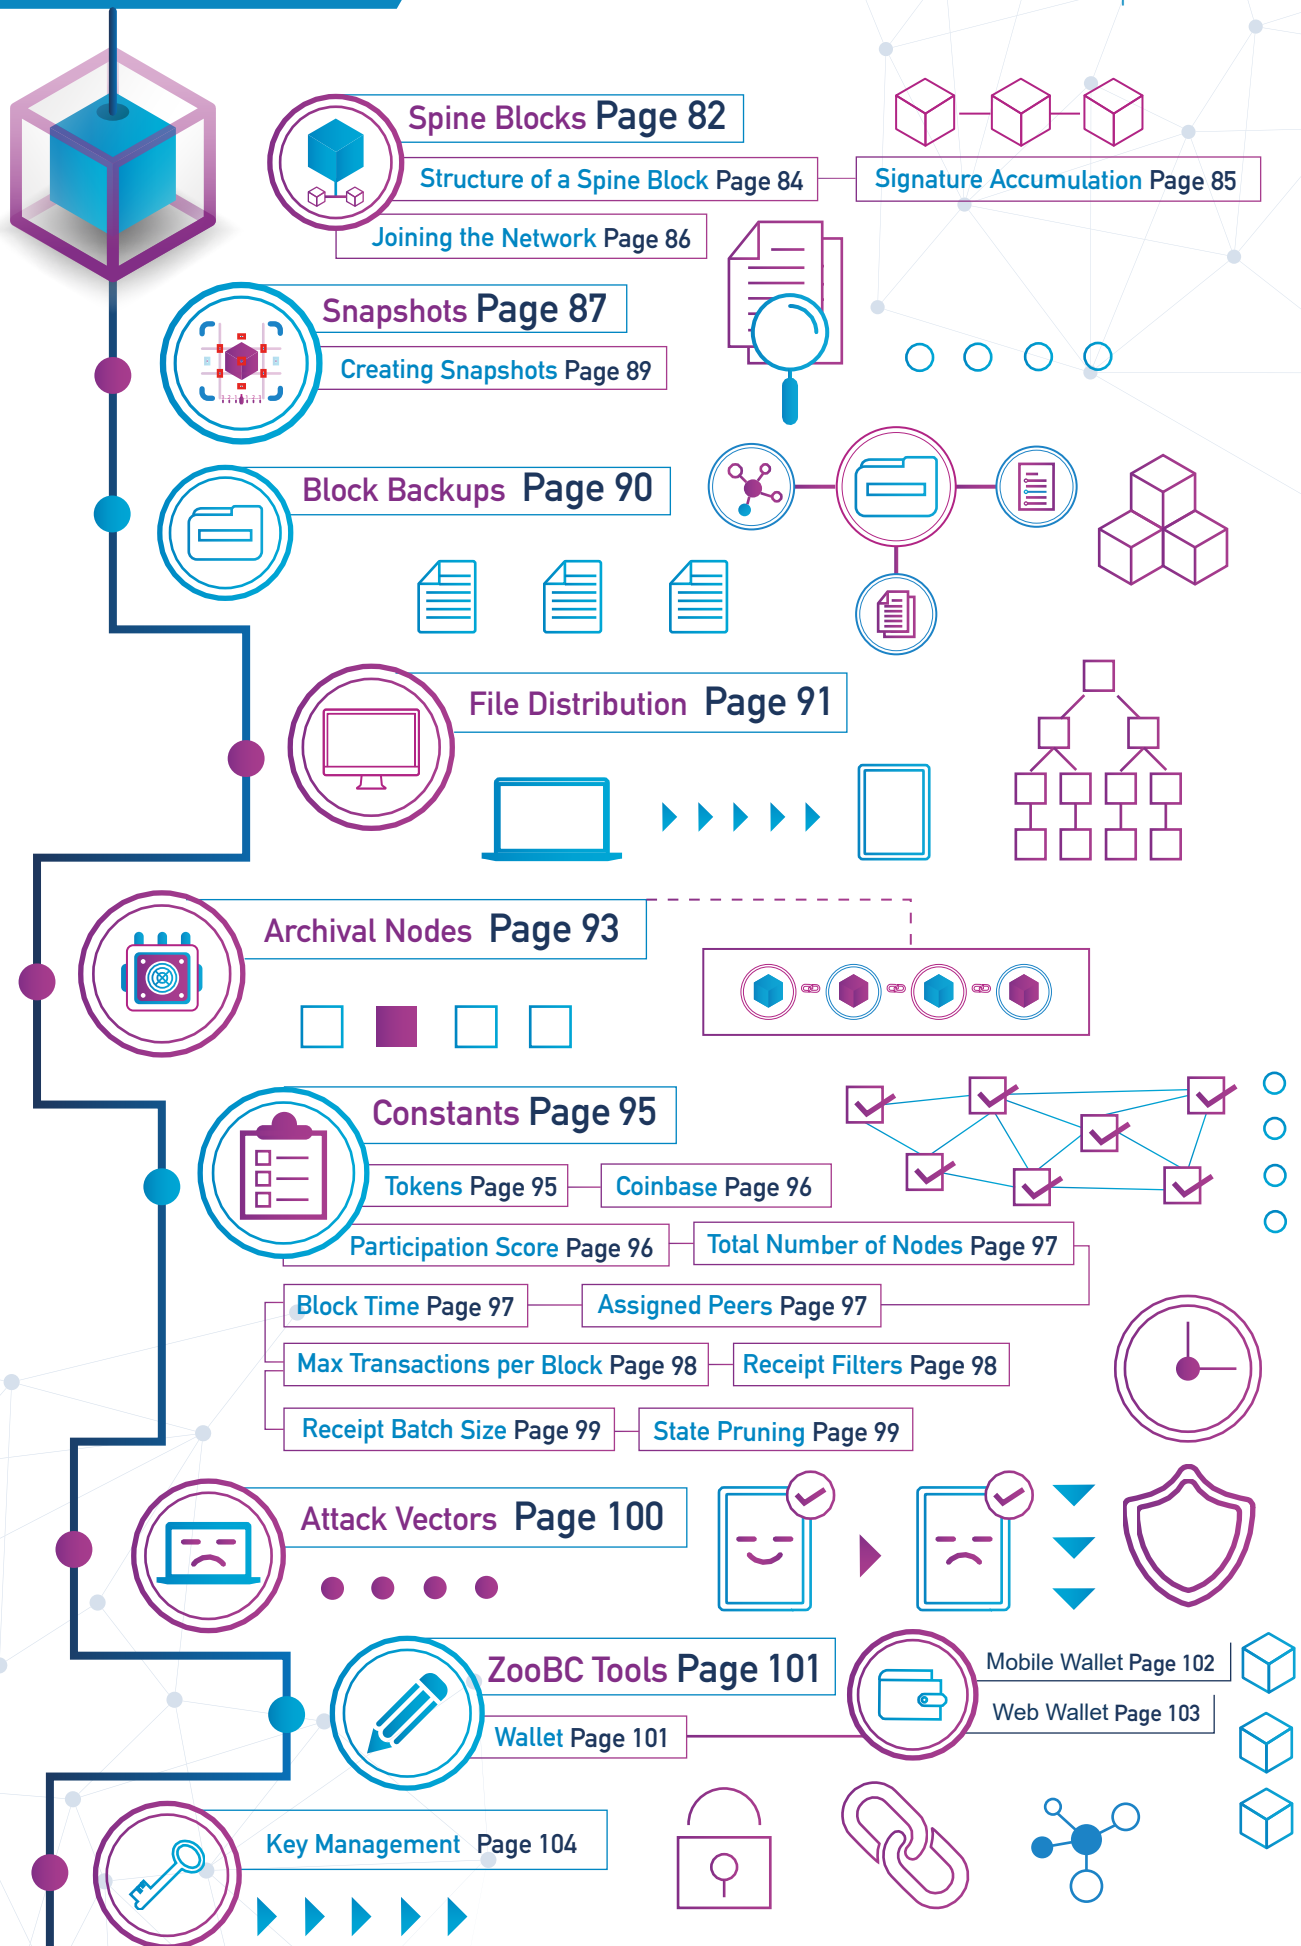 Spine Blocks Page 82
Structure of a Spine Block Page 84
Signature Accumulation Page 85
Joining the Network Page 86
Snapshots Page 87
Creating Snapshots Page 89
Block Backups Page 90
File Distribution Page 91
Archival Nodes Page 93
Constants Page 95
Tokens Page 95
Coinbase Page 96
Participation Score Page 96
Total Number of Nodes Page 97
Block Time Page 97
Assigned Peers Page 97
Max Transactions per Block Page 98
Receipt Filters Page 98
Receipt Batch Size Page 99
State Pruning Page 99
Attack Vectors Page 100
ZooBC Tools Page 101
Mobile Wallet Page 102
Web Wallet Page 103
Wallet Page 101
Key Management Page 104